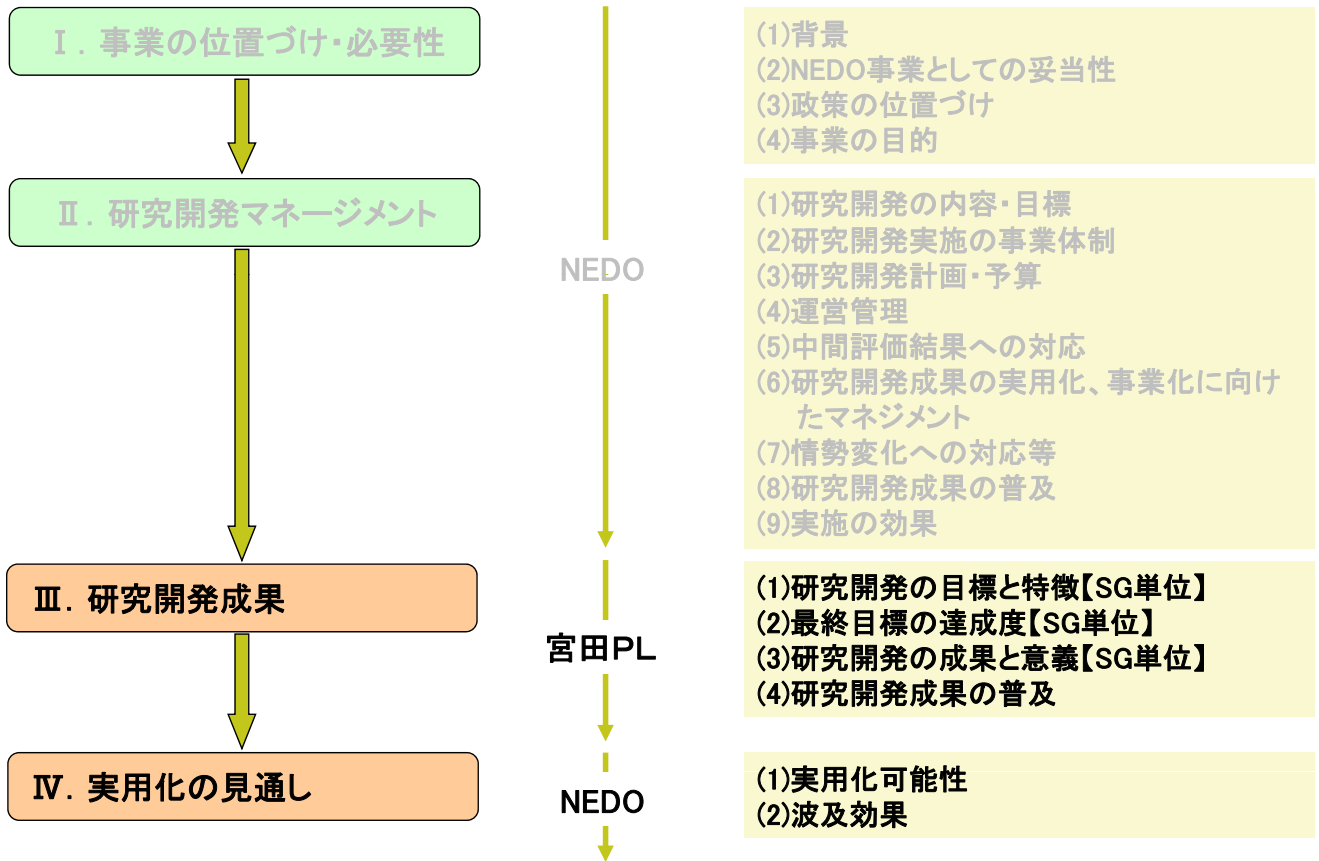 Ⅰ. 事業の位置づけ・必要性
(1)背景
(2)NEDO事業としての妥当性
(3)政策の位置づけ
(4)事業の目的
Ⅱ. 研究開発マネージメント
NEDO
(1)研究開発の内容・目標
(2)研究開発実施の事業体制
(3)研究開発計画・予算
(4)運営管理
(5)中間評価結果への対応
(6)研究開発成果の実用化、事業化に向け
たマネジメント
(7)情勢変化への対応等
(8)研究開発成果の普及
(9)実施の効果
Ⅲ. 研究開発成果
宮田PL
(1)研究開発の目標と特徴【SG単位】
(2)最終目標の達成度【SG単位】
(3)研究開発の成果と意義【SG単位】
(4)研究開発成果の普及
Ⅳ. 実用化の見通し
NEDO
(1)実用化可能性
(2)波及効果